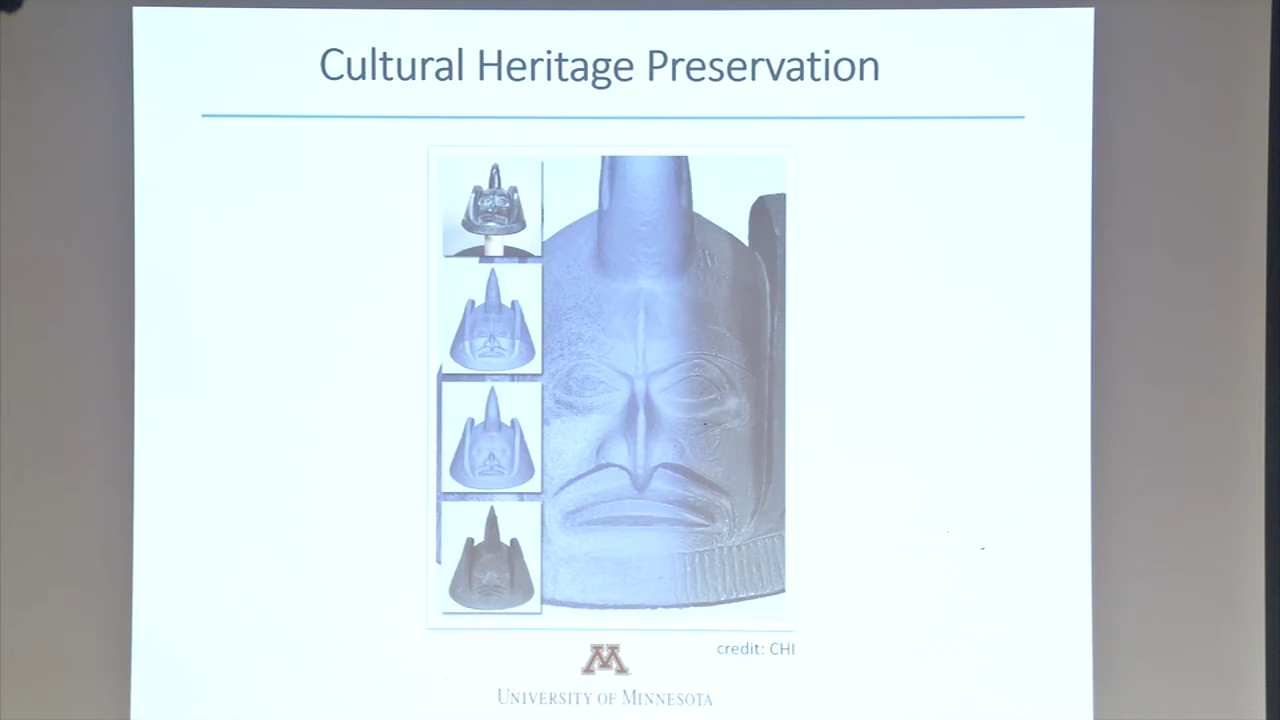 Cultural Heritage Preservation
credit: CHI
M
UNIVERSITY OF MINNESOTA